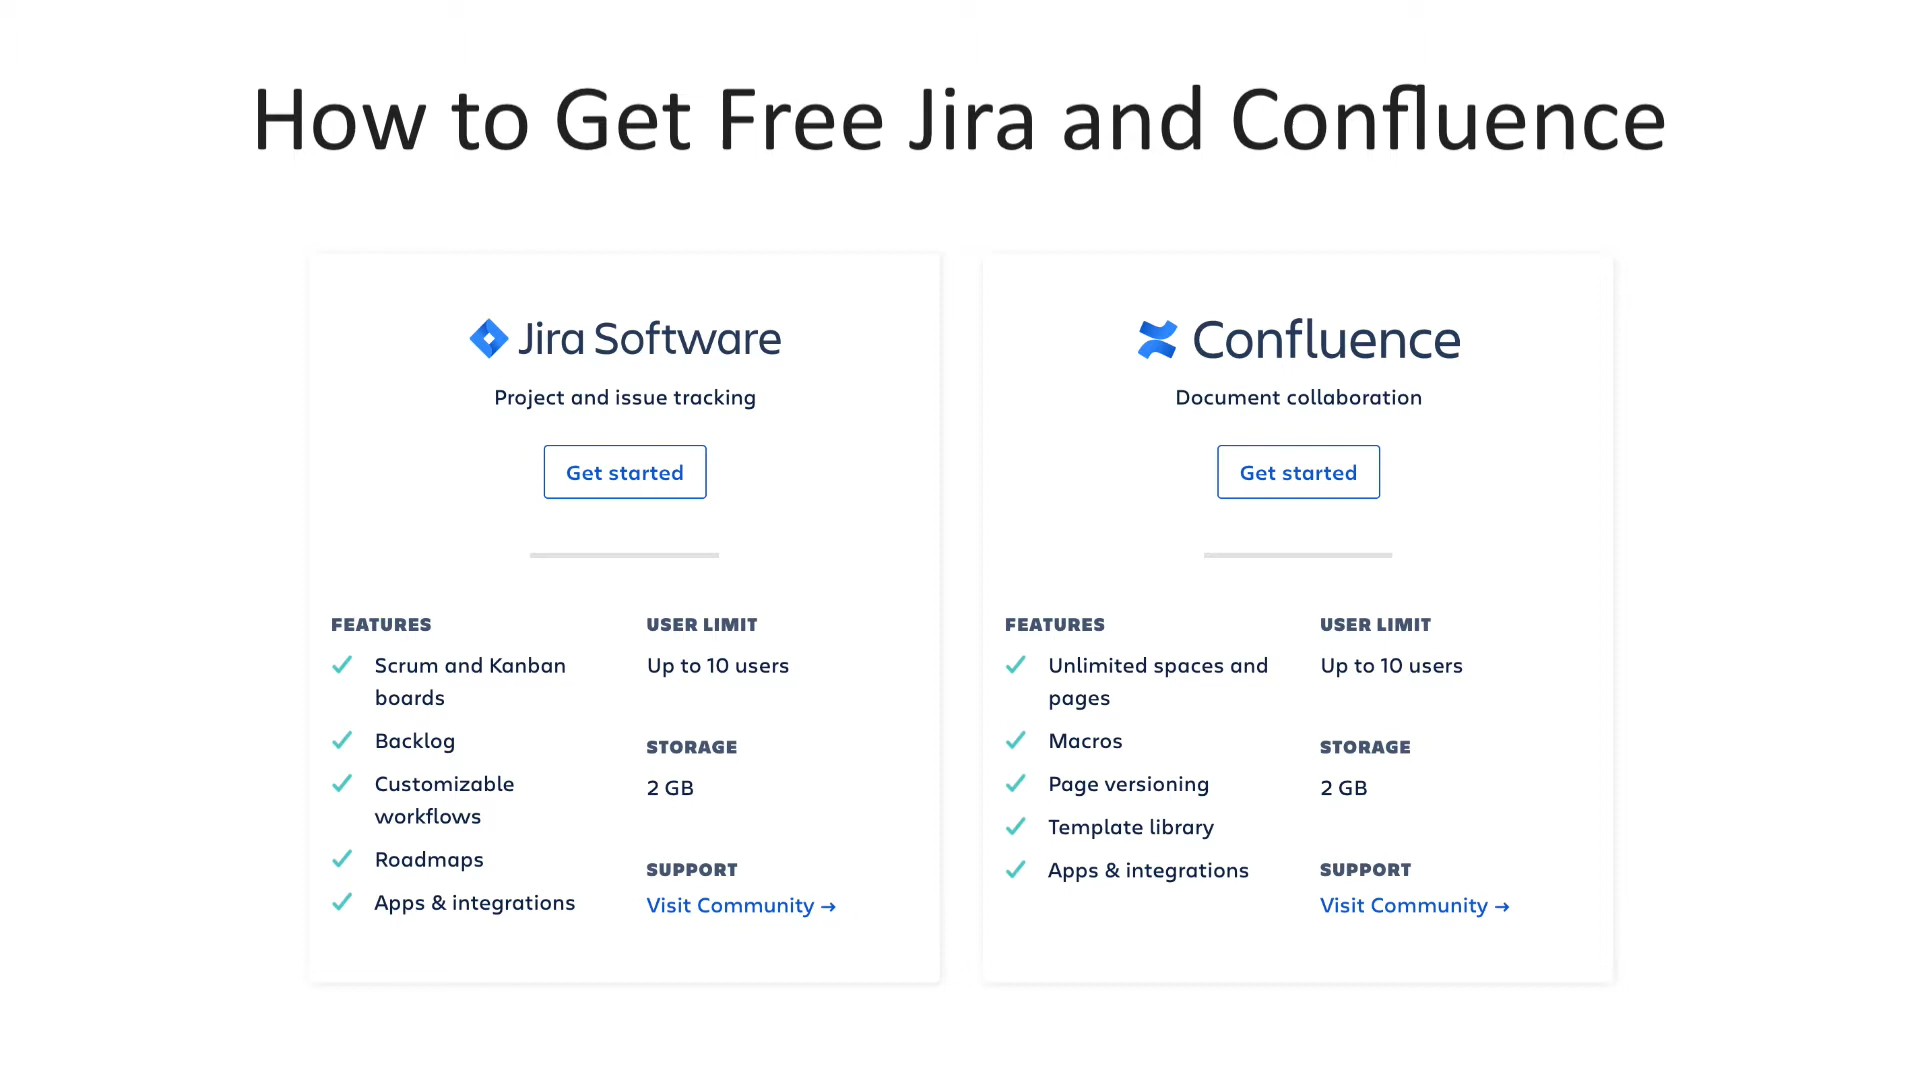 How to Get Free Jira and Confluence
Jira Software
Project and issue tracking
Get started
FEATURES
Scrum and Kanban
boards
Backlog
Customizable
workflows
Roadmaps
Apps & integrations
USER LIMIT
Up to 10 users
STORAGE
2 GB
SUPPORT
Visit Community →
Confluence
Document collaboration
Get started
FEATURES
Unlimited spaces and
pages
Macros
Page versioning
Template library
Apps & integrations
USER LIMIT
Up to 10 users
STORAGE
2 GB
SUPPORT
Visit Community →